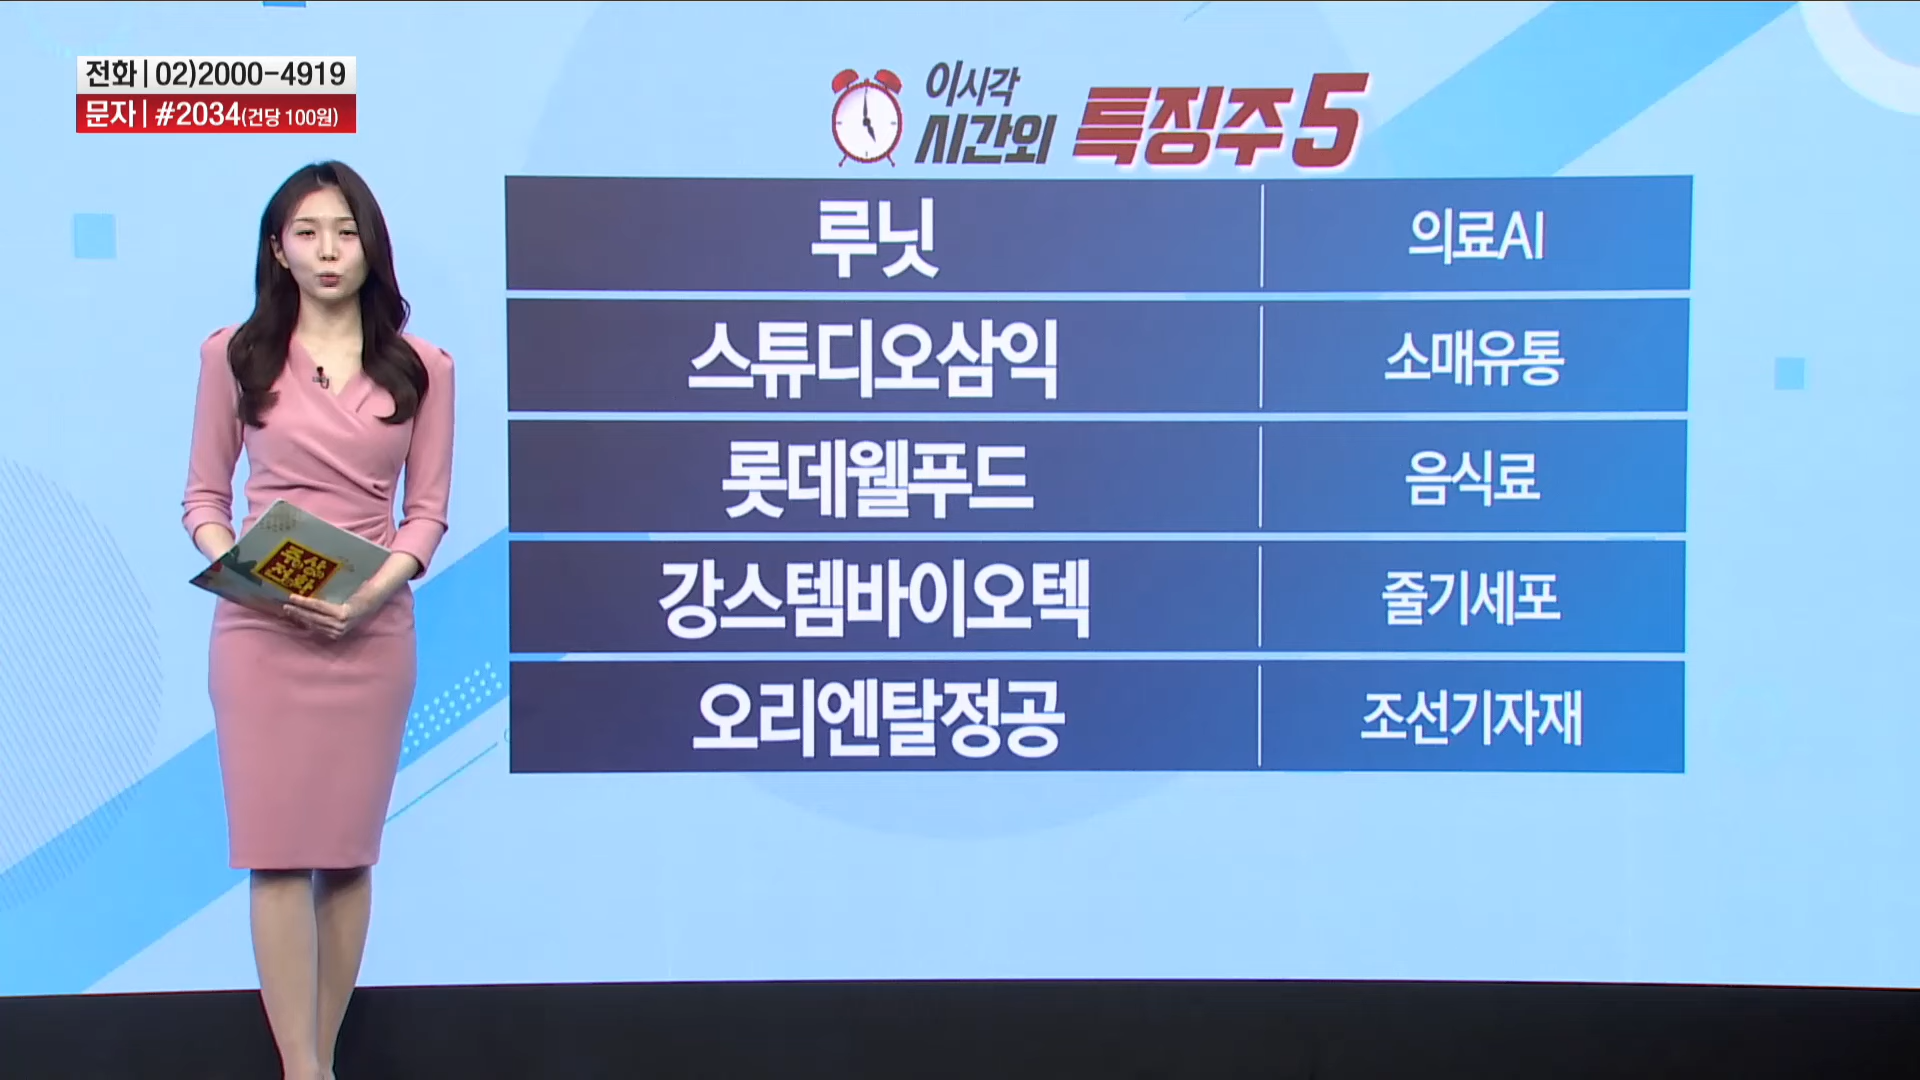 전화 | 02)2000-4919
문자 | #2034(건당 100원)
이시각
시간외 특징주5
루닛 의료AI
스튜디오삼익 소매유통
롯데웰푸드 음식료
강스템바이오텍 줄기세포
오리엔탈정공 조선기자재